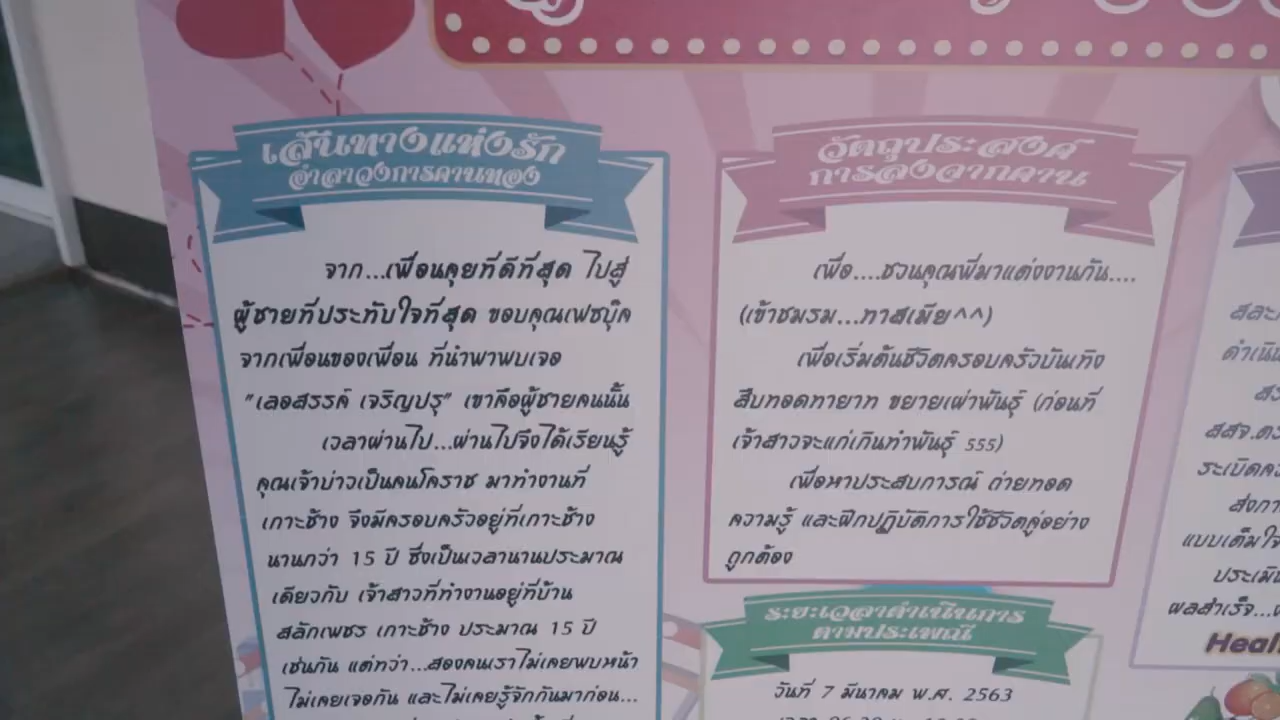 เส้นทางแห่งรัก
อำลาวงการคานทอง
จาก...เพื่อนลุยที่ดีที่สุด ไปสู่
ผู้ชายที่ประทับใจที่สุด ขอบคุณเฟซบุ๊ค
จากเพื่อนของเพื่อน ที่นำพาพบเจอ
"เลอสรรค์ เจริญปรุ" เขาคือผู้ชายคนนั้น
เวลาผ่านไป...ผ่านไปจึงได้เรียนรู้
คุณเจ้าบ่าวเป็นคนโคราช มาทำงานที่
เกาะช้าง จึงมีครอบครัวอยู่ที่เกาะช้าง
นานกว่า 15 ปี ซึ่งเป็นเวลานานประมาณ
เดียวกับ เจ้าสาวที่ทำงานอยู่ที่บ้าน
สลักเพชร เกาะช้าง ประมาณ 15 ปี
เช่นกัน แต่ทว่า...สองคนเราไม่เคยพบหน้า
ไม่เคยเจอกัน และไม่เคยรู้จักกันมาก่อน...
วัตถุประสงค์
การลงจากคาน
เพื่อ....ชวนคุณพี่มาแต่งงานกัน....
(เข้าชมรม...ทาสเมีย^^)
เพื่อเริ่มต้นชีวิตครอบครัวบันเทิง
สืบทอดทายาท ขยายเผ่าพันธุ์ (ก่อนที่
เจ้าสาวจะแก่เกินทำพันธุ์ 555)
เพื่อหาประสบการณ์ ถ่ายทอด
ความรู้ และฝึกปฏิบัติการใช้ชีวิตคู่อย่าง
ถูกต้อง
ระยะเวลาดำเนินการ
ตามประเพณี
วันที่ 7 มีนาคม พ.ศ. 2563